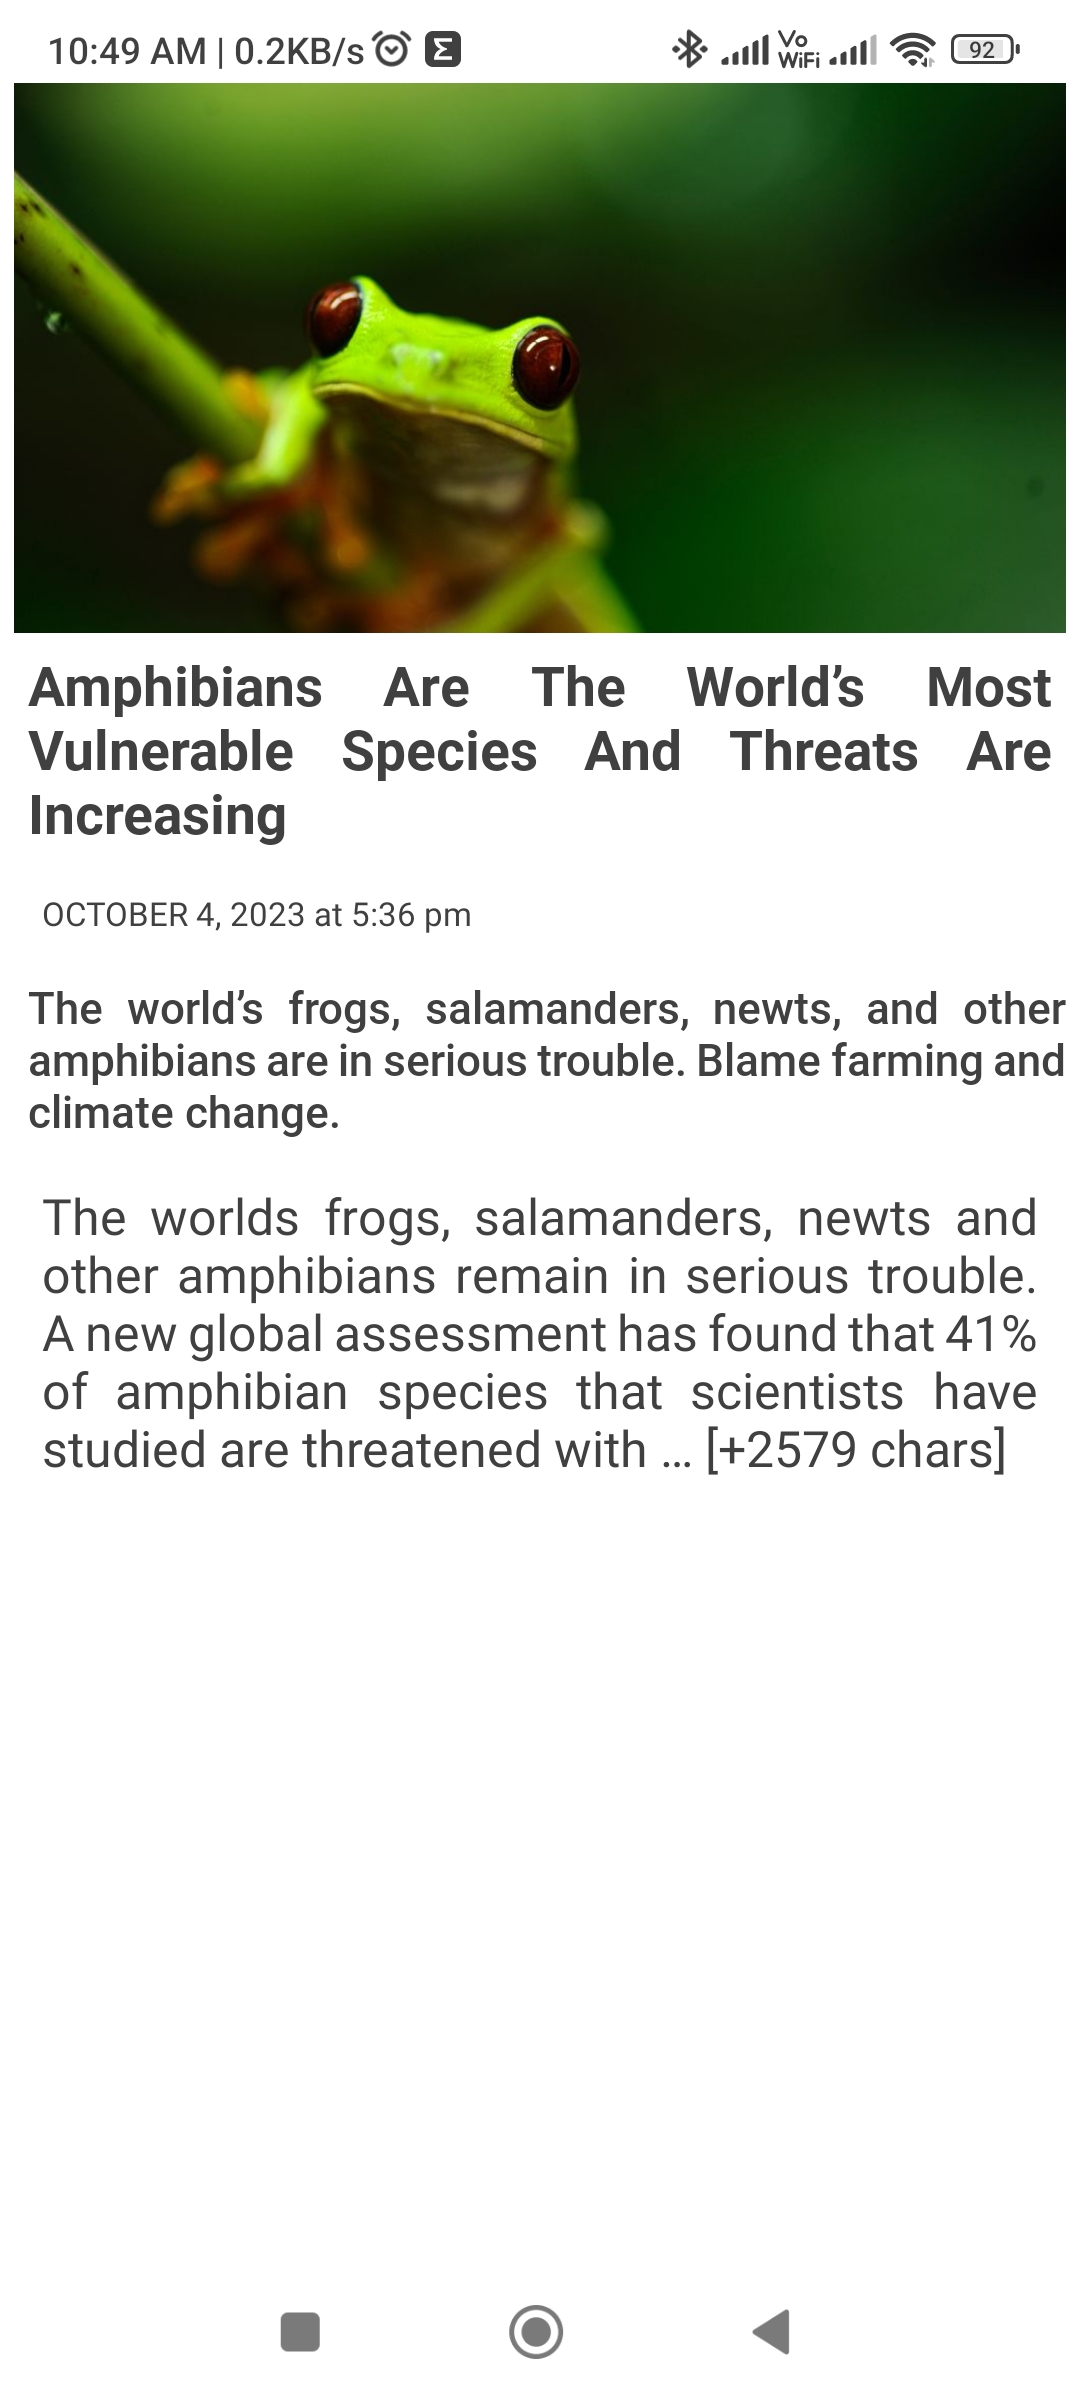 10:49 AM | 0.2KB/s Σ Vo WiFi 92
Amphibians Are The World’s Most
Vulnerable Species And Threats Are
Increasing
OCTOBER 4, 2023 at 5:36 pm
The world’s frogs, salamanders, newts, and other
amphibians are in serious trouble. Blame farming and
climate change.
The worlds frogs, salamanders, newts and
other amphibians remain in serious trouble.
A new global assessment has found that 41%
of amphibian species that scientists have
studied are threatened with … [+2579 chars]